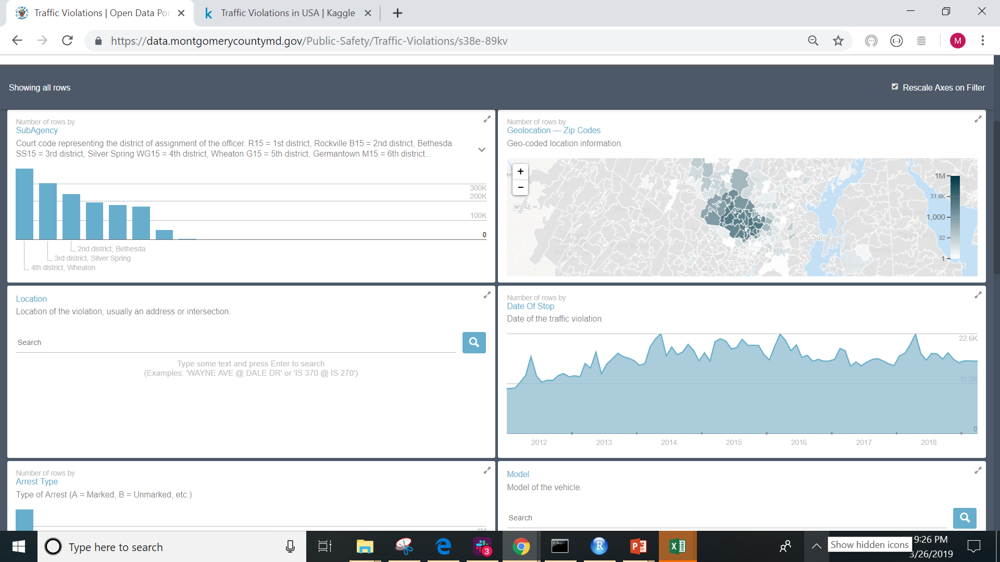 Traffic Violations | Open Data Por
Traffic Violations in USA | Kaggle
https://data.montgomerycountymd.gov/Public-Safety/Traffic-Violations/s38e-89kv
M
Showing all rows
Rescale Axes on Filter
Number of rows by
SubAgency
Court code representing the district of assignment of the officer. R15 = 1st district, Rockville B15 = 2nd district, Bethesda
SS15 = 3rd district, Silver Spring WG15 = 4th district, Wheaton G15 = 5th district, Germantown M15 = 6th district...
300K
200K
100K
0
2nd district, Bethesda
3rd district, Silver Spring
4th district, Wheaton
Number of rows by
Geolocation — Zip Codes
Geo-coded location information.
+
−
1M
31.6K
1,000
32
1
Location
Location of the violation, usually an address or intersection.
Search
Type some text and press Enter to search
(Examples: 'WAYNE AVE @ DALE DR' or 'IS 370 @ IS 270')
Number of rows by
Date Of Stop
Date of the traffic violation.
22.6K
11.3K
0
2012 2013 2014 2015 2016 2017 2018
Number of rows by
Arrest Type
Type of Arrest (A = Marked, B = Unmarked, etc.)
1M
Model
Model of the vehicle.
Search
Type here to search
3
Show hidden icons
9:26 PM
3/26/2019